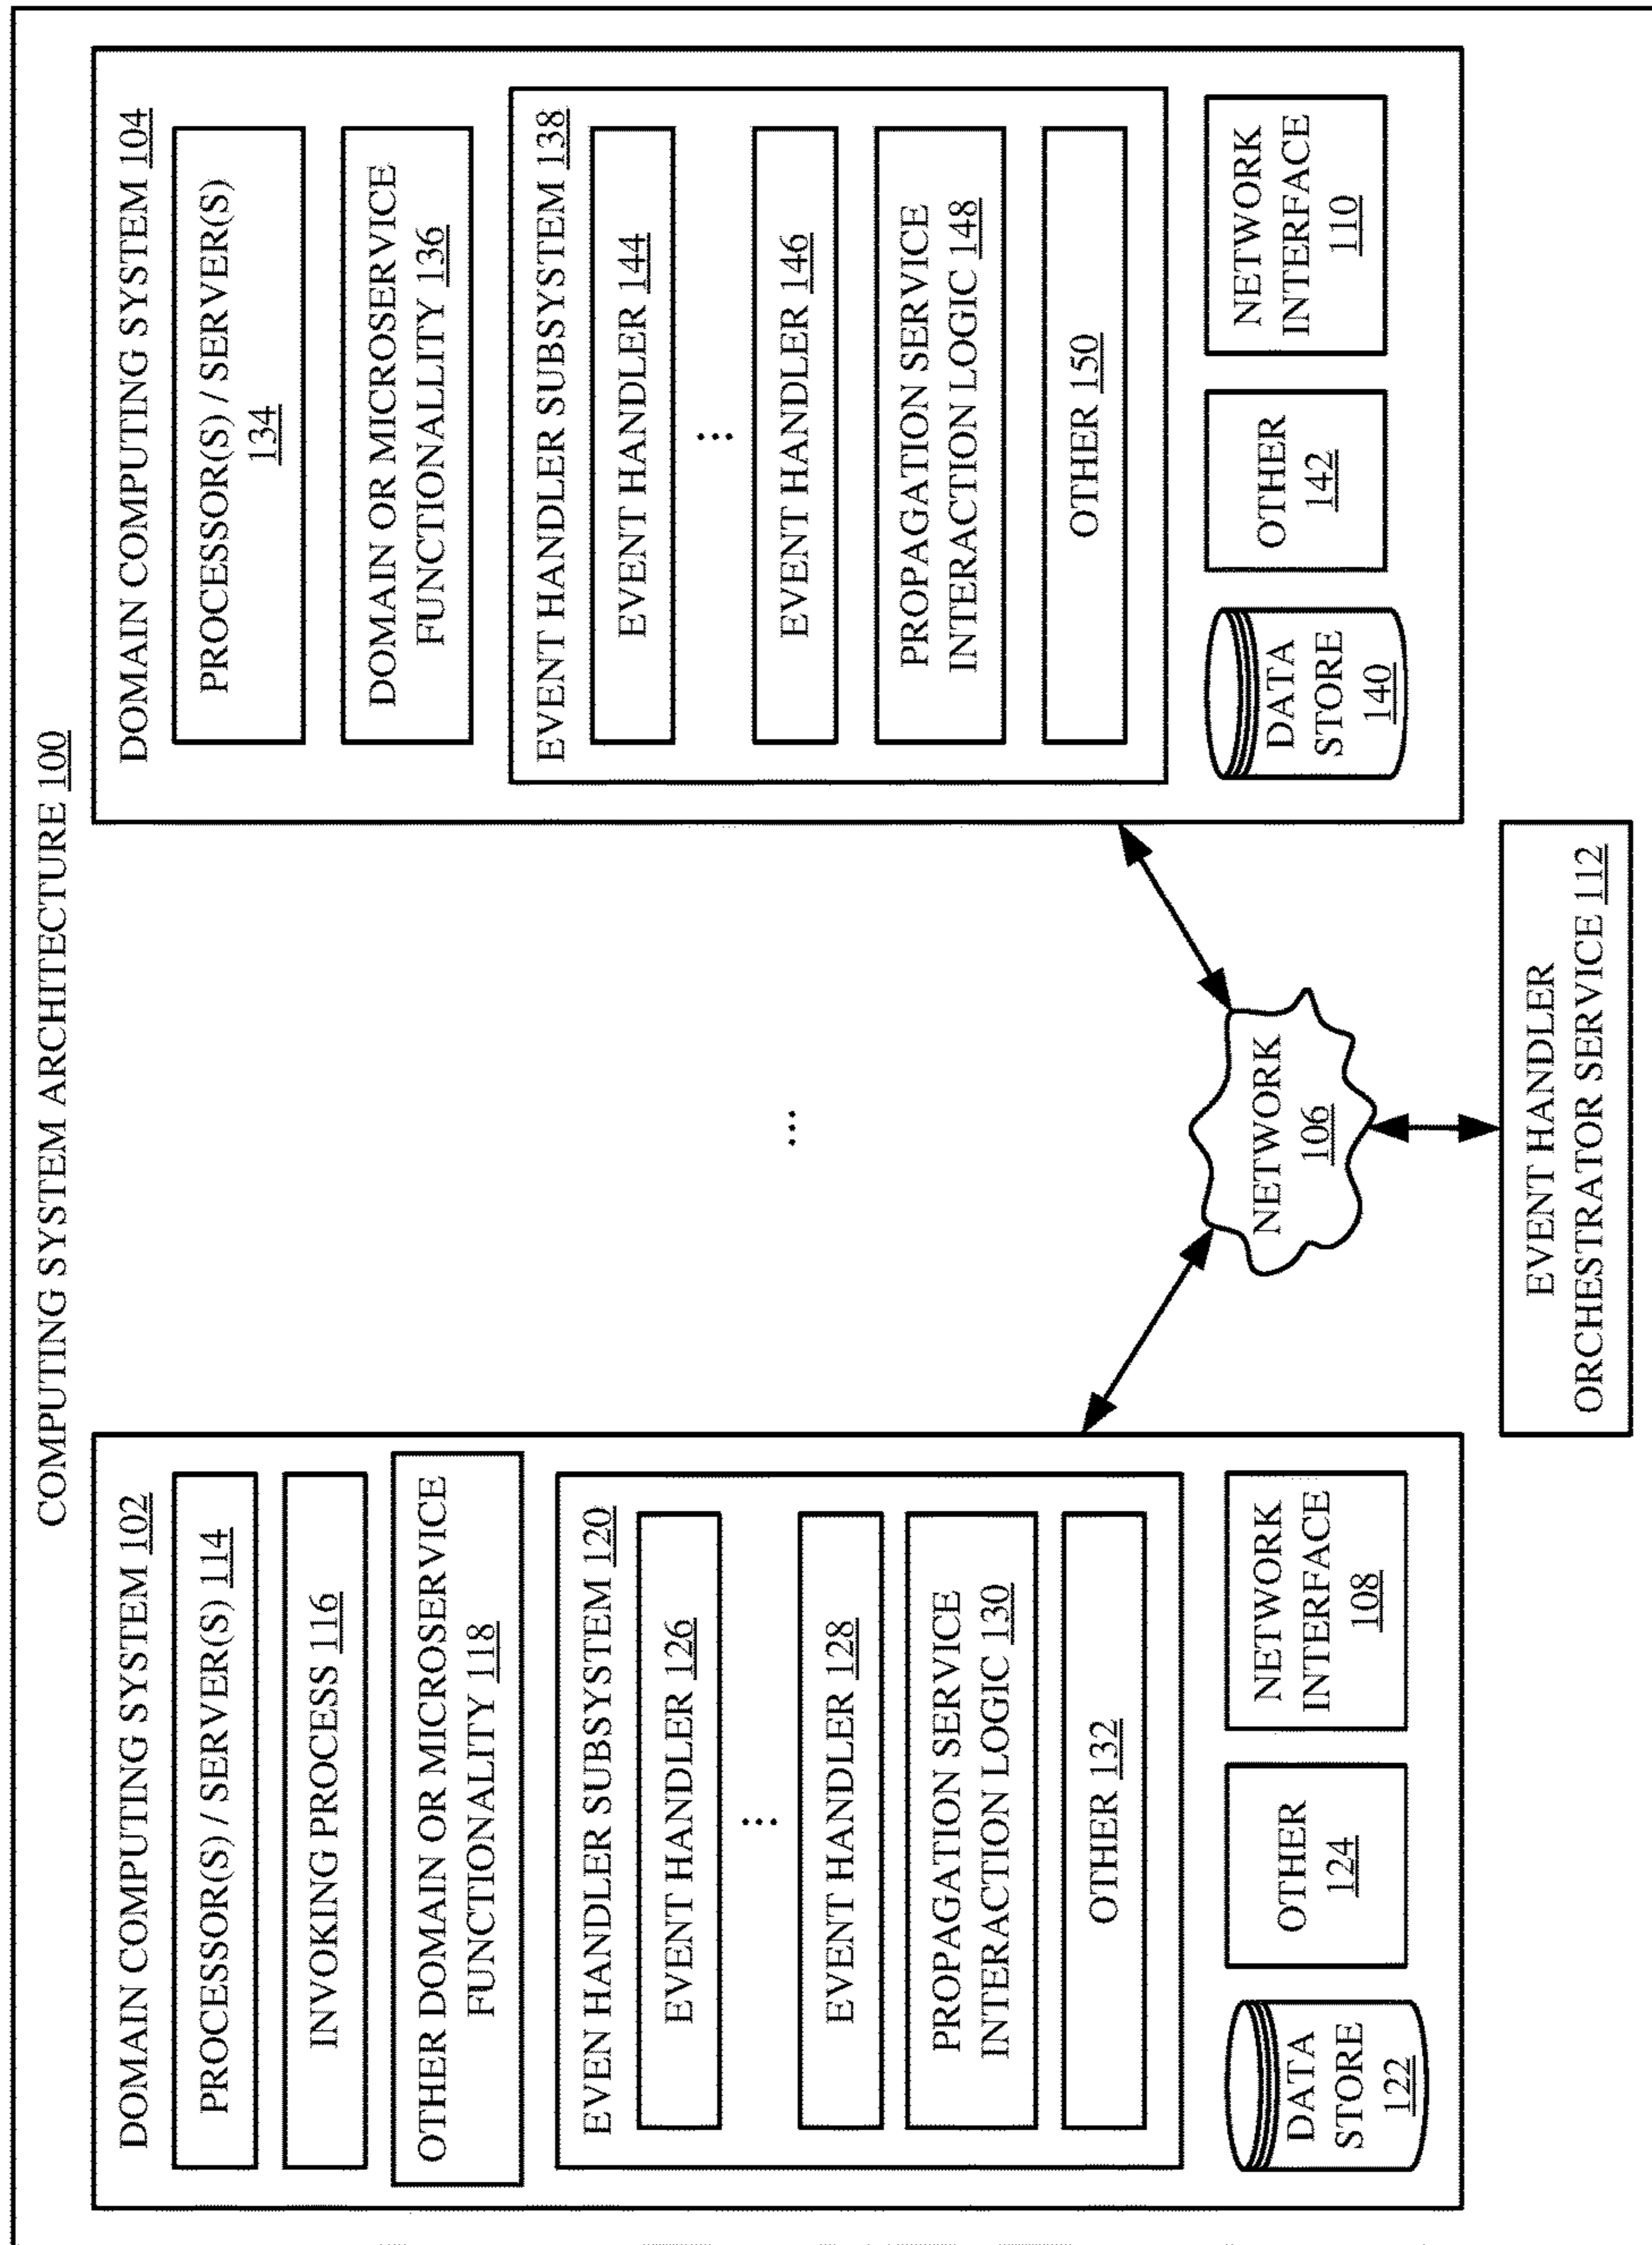 COMPUTING SYSTEM ARCHITECTURE 100
DOMAIN COMPUTING SYSTEM 102
PROCESSOR(S) / SERVER(S) 114
INVOKING PROCESS 116
OTHER DOMAIN OR MICROSERVICE
FUNCTIONALITY 118
EVEN HANDLER SUBSYSTEM 120
EVENT HANDLER 126
...
EVENT HANDLER 128
PROPAGATION SERVICE
INTERACTION LOGIC 130
OTHER 132
DATA
STORE
122
OTHER
124
NETWORK
INTERFACE
108
...
NETWORK
106
EVENT HANDLER
ORCHESTRATOR SERVICE 112
DOMAIN COMPUTING SYSTEM 104
PROCESSOR(S) / SERVER(S)
134
DOMAIN OR MICROSERVICE
FUNCTIONALITY 136
EVENT HANDLER SUBSYSTEM 138
EVENT HANDLER 144
...
EVENT HANDLER 146
PROPAGATION SERVICE
INTERACTION LOGIC 148
OTHER 150
DATA
STORE
140
OTHER
142
NETWORK
INTERFACE
110